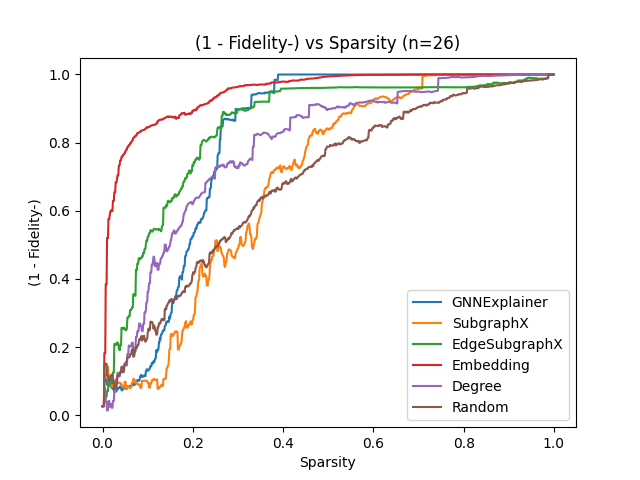 (1 - Fidelity-) vs Sparsity (n=26)
(1 - Fidelity-)
1.0
0.8
0.6
0.4
0.2
0.0
0.0 0.2 0.4 0.6 0.8 1.0
Sparsity
GNNExplainer
SubgraphX
EdgeSubgraphX
Embedding
Degree
Random